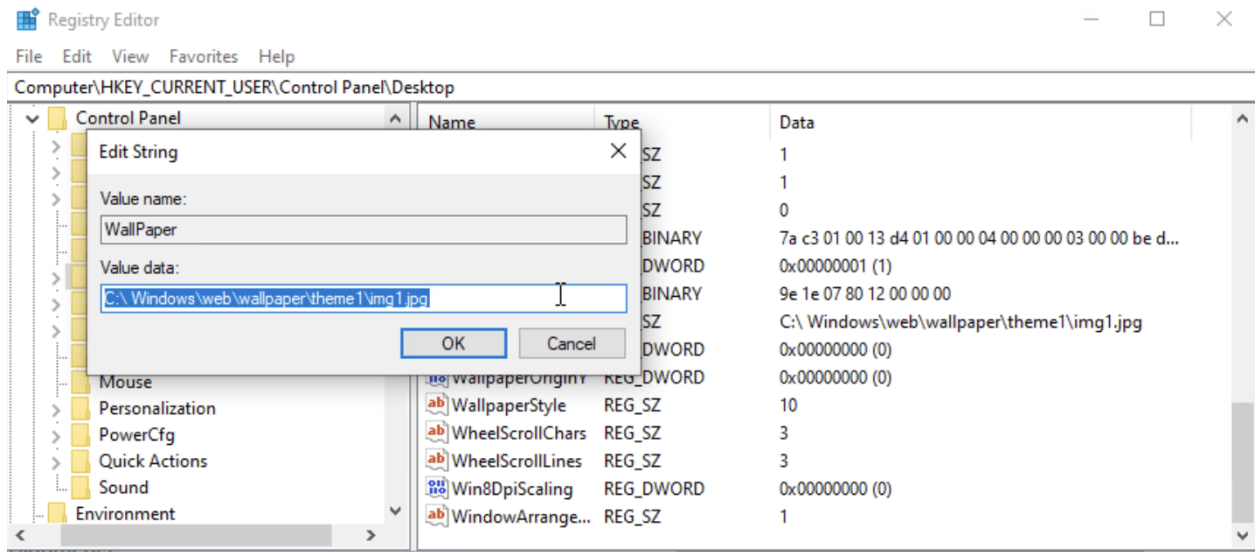 Registry Editor
File Edit View Favorites Help
Computer\HKEY_CURRENT_USER\Control Panel\Desktop
Control Panel
Mouse
Personalization
PowerCfg
Quick Actions
Sound
Environment
Edit String
Value name:
WallPaper
Value data:
C:\ Windows\web\wallpaper\theme1\img1.jpg
OK Cancel
Name Type Data
SZ 1
SZ 1
SZ 0
BINARY 7a c3 01 00 13 d4 01 00 00 04 00 00 00 03 00 00 be d...
DWORD 0x00000001 (1)
BINARY 9e 1e 07 80 12 00 00 00
SZ C:\ Windows\web\wallpaper\theme1\img1.jpg
DWORD 0x00000000 (0)
WallpaperOriginY REG_DWORD 0x00000000 (0)
WallpaperStyle REG_SZ 10
WheelScrollChars REG_SZ 3
WheelScrollLines REG_SZ 3
Win8DpiScaling REG_DWORD 0x00000000 (0)
WindowArrange... REG_SZ 1